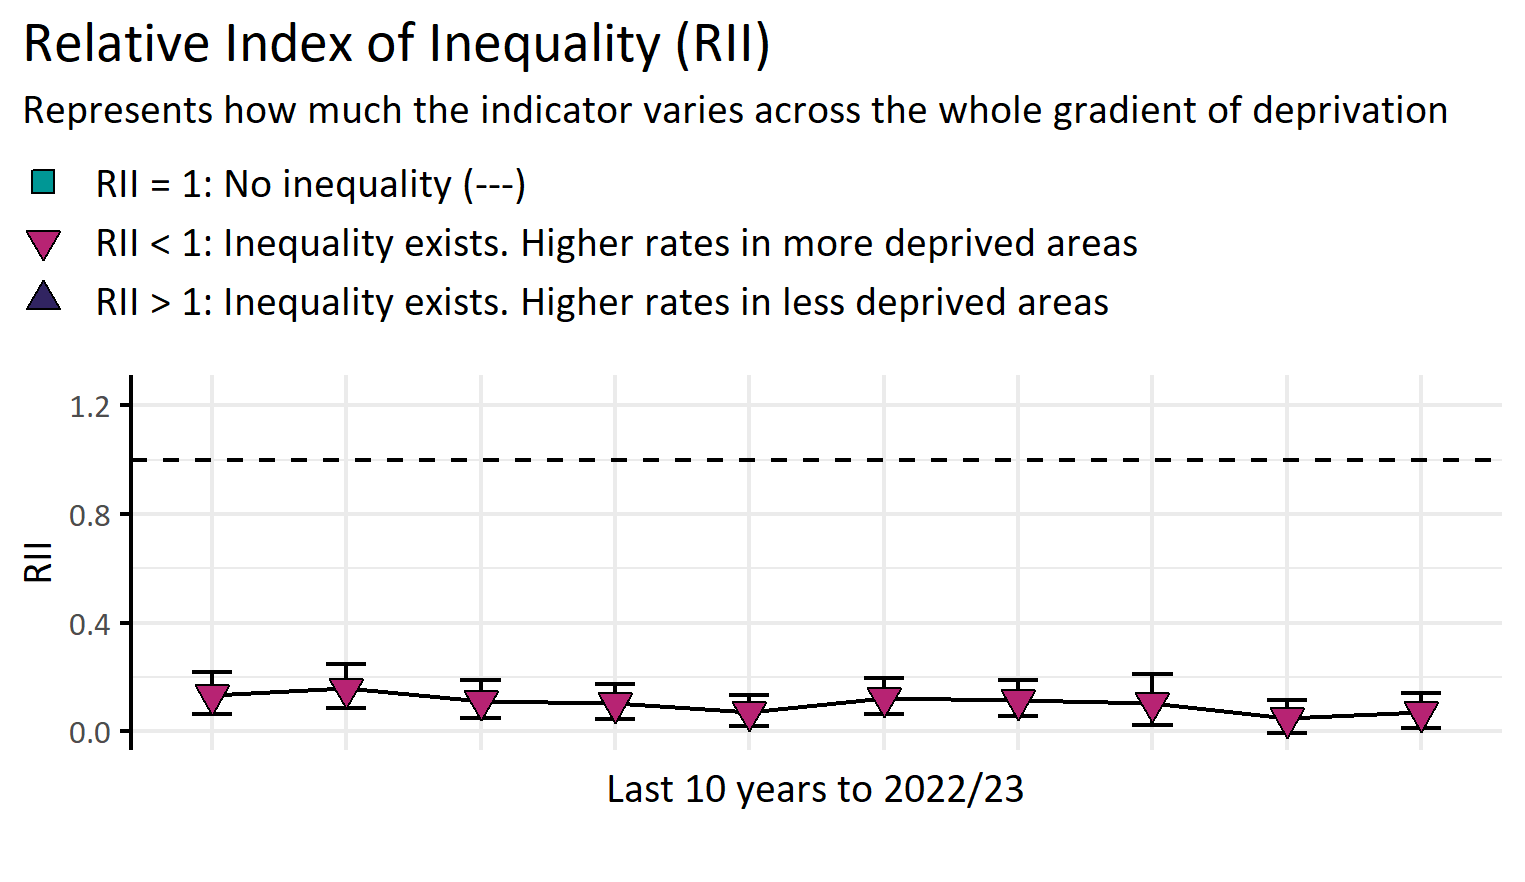 Relative Index of Inequality (RII)
Represents how much the indicator varies across the whole gradient of deprivation
RII = 1: No inequality (---)
RII < 1: Inequality exists. Higher rates in more deprived areas
RII > 1: Inequality exists. Higher rates in less deprived areas
1.2
0.8
RII
0.4
0.0
Last 10 years to 2022/23